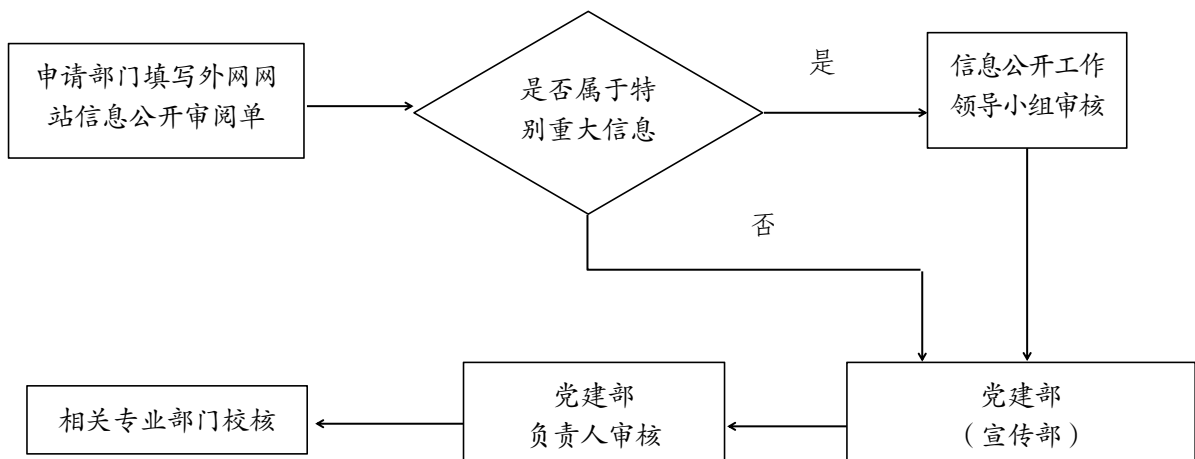 申请部门填写外网网
站信息公开审阅单
是否属于特
别重大信息
是
信息公开工作
领导小组审核
否
相关专业部门校核
党建部
负责人审核
党建部
（宣传部）